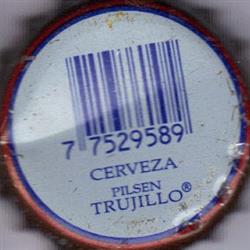 7 7529589
CERVEZA
PILSEN
TRUJILLO®